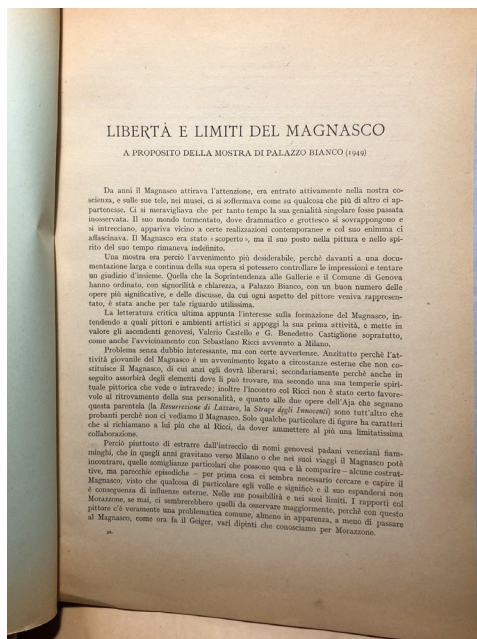 LIBERTÀ E LIMITI DEL MAGNASCO
A PROPOSITO DELLA MOSTRA DI PALAZZO BIANCO (1949)
Da anni il Magnasco attirava l'attenzione, era entrato attivamente nella nostra co-
scienza, e sulle sue tele, nei musei, ci si soffermava come su qualcosa che più di altro ci ap-
partenesse. Ci si meravigliava che per tanto tempo la sua genialità singolare fosse passata
inosservata. Il suo mondo tormentato, dove drammatico e grottesco si sovrappongono e
si intrecciano, appariva vicino a certe realizzazioni contemporanee e col suo enimma ci
affascinava. Il Magnasco era stato « scoperto », ma il suo posto nella pittura e nello spi-
rito del suo tempo rimaneva indefinito.
Una mostra era perciò l'avvenimento più desiderabile, perchè davanti a una docu-
mentazione larga e continua della sua opera si potessero controllare le impressioni e tentare
un giudizio d'insieme. Quella che la Soprintendenza alle Gallerie e il Comune di Genova
hanno ordinato, con signorilità e chiarezza, a Palazzo Bianco, con un buon numero delle
opere più significative, e delle discusse, da cui ogni aspetto del pittore veniva rappresen-
tato, è stata anche per tale riguardo utilissima.
La letteratura critica ultima appunta l'interesse sulla formazione del Magnasco, in-
tendendo a quali pittori e ambienti artistici si appoggi la sua prima attività, e mette in
valore gli ascendenti genovesi, Valerio Castello e G. Benedetto Castiglione sopratutto,
come anche l'avvicinamento con Sebastiano Ricci avvenuto a Milano.
Problema senza dubbio interessante, ma con certe avvertenze. Anzitutto perchè l'at-
tività giovanile del Magnasco è un avvenimento legato a circostanze esterne che non co-
stituisce il Magnasco, di cui anzi egli dovrà liberarsi; secondariamente perchè anche in
seguito assorbirà degli elementi dove li può trovare, ma secondo una sua temperie spiri-
tuale pittorica che vede o intravede; inoltre l'incontro col Ricci non è stato certo favore-
vole al ritrovamento della sua personalità, e quanto alle due opere dell'Aja che segnano
questa parentela (la Resurrezione di Lazzaro, la Strage degli Innocenti) sono tutt'altro che
probanti perchè non ci vediamo il Magnasco. Solo qualche particolare di figure ha caratteri
che si richiamano a lui più che al Ricci, da dover ammettere al più una limitatissima
collaborazione.
Perciò piuttosto di estrarre dall'intreccio di nomi genovesi padani veneziani fiam-
minghi, che in quegli anni gravitano verso Milano o che nei suoi viaggi il Magnasco potè
incontrare, quelle somiglianze particolari che possono qua e là comparire – alcune costrut-
tive, ma parecchie episodiche – per prima cosa ci sembra necessario cercare e capire il
Magnasco, visto che qualcosa di particolare egli volle e significò e il suo espandersi non
è conseguenza di influenze esterne. Nelle sue possibilità e nei suoi limiti. I rapporti col
Morazzone, se mai, ci sembrerebbero quelli da osservare maggiormente, perchè con questo
pittore c'è veramente una problematica comune, almeno in apparenza, a meno di passare
al Magnasco, come ora fa il Geiger, vari dipinti che conosciamo per Morazzone.